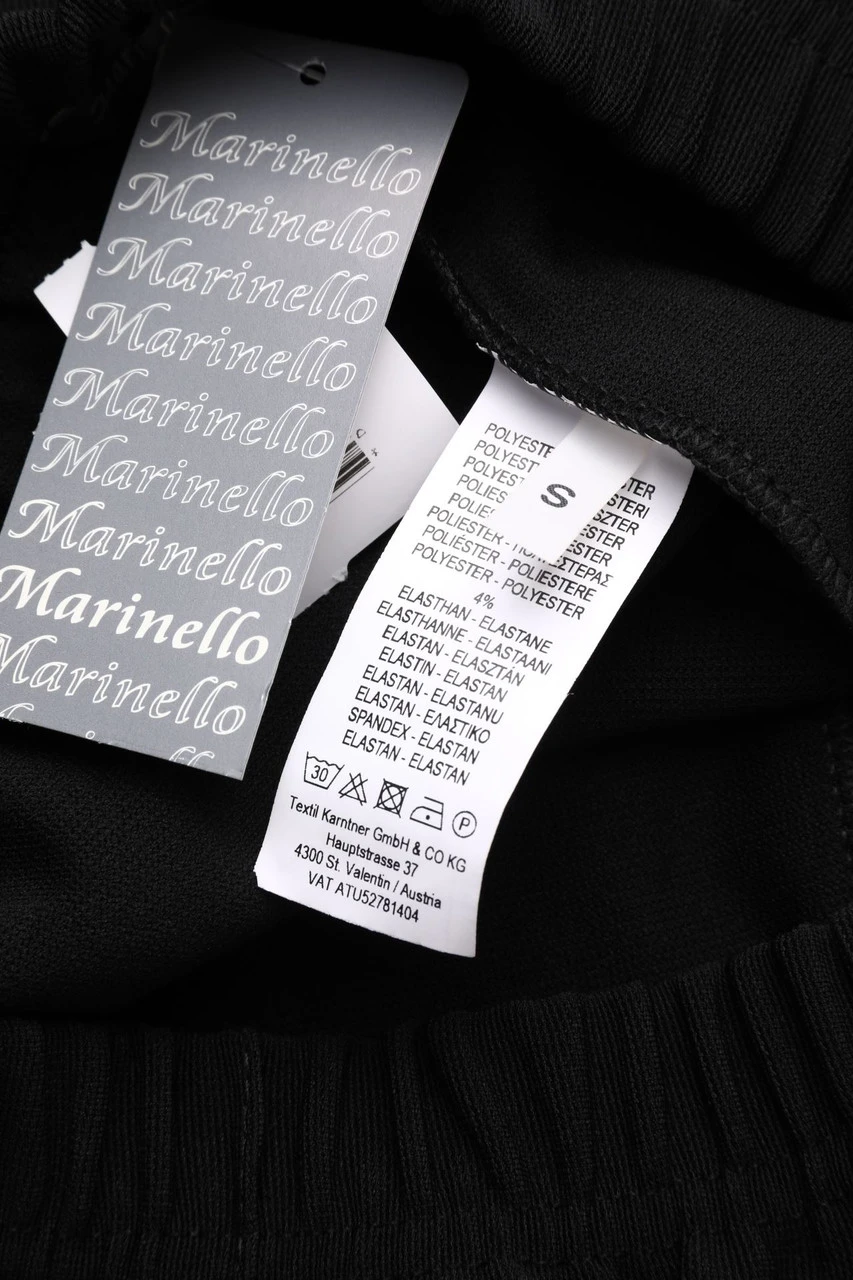 Marinello
Marinello
Marinello
Marinello
Marinello
Marinello
Marinello
Marinello
Marinello
S
POLYESTER
POLIESTER
POLIÉSTER - POLIESTERE
POLYESTER - POLYESTER
4%
ELASTHAN - ELASTANE
ELASTHANNE - ELASTAANI
ELASTAN - ELASZTÁN
ELASTIN - ELASTAN
ELASTAN - ELASTANU
ELASTAN - ΕΛΑΣΤΙΚΟ
SPANDEX - ELASTAN
ELASTAN - ELASTAN
30
P
Textil Karntner GmbH & CO KG
Hauptstrasse 37
4300 St. Valentin / Austria
VAT ATU52781404